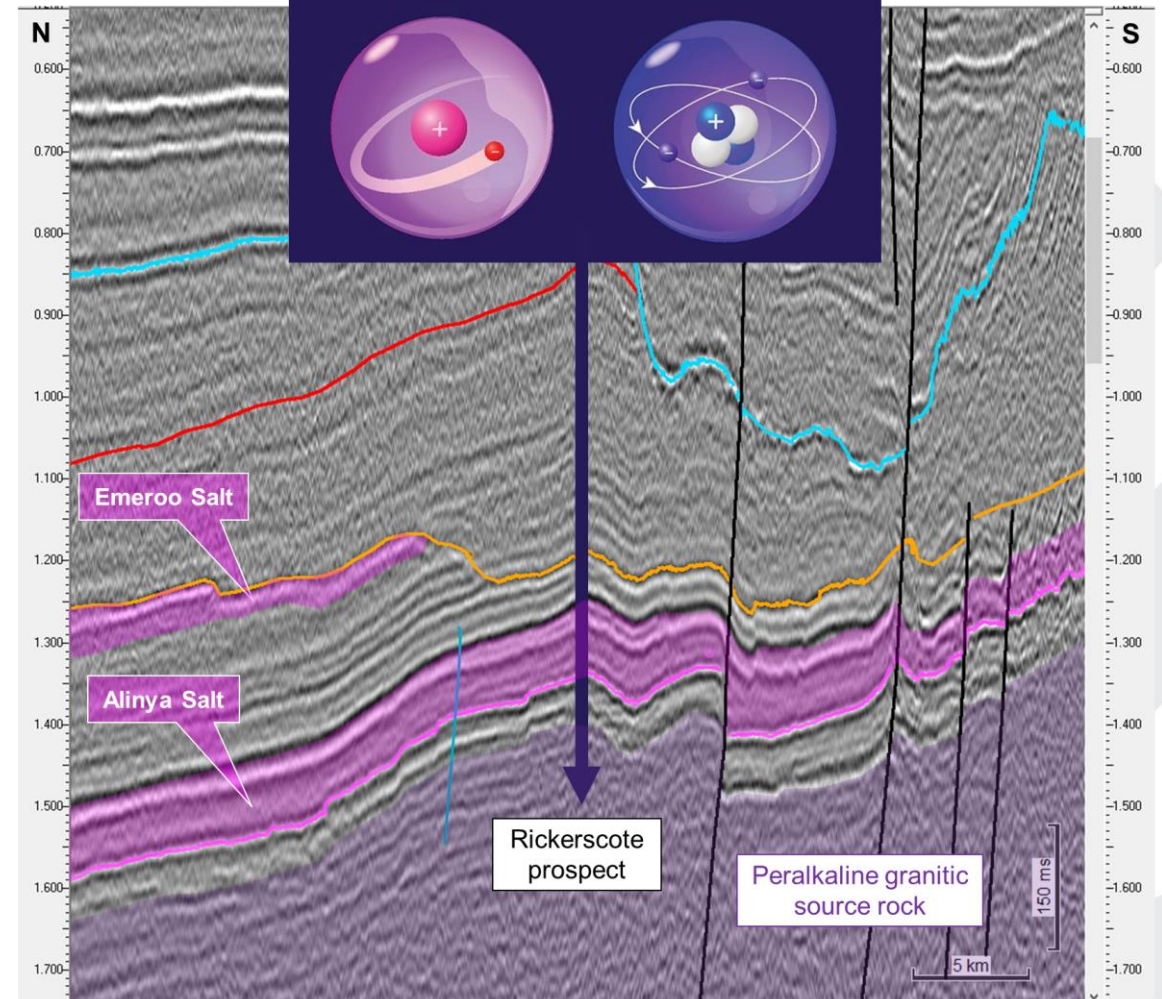 N
S
0.600
0.700
0.800
0.900
1.000
1.100
1.200
1.300
1.400
1.500
1.600
1.700
+
-
+
-
-
Emeroo Salt
Alinya Salt
Rickerscote
prospect
Peralkaline granitic
source rock
150 ms
5 km
0.600
0.700
0.800
0.900
1.000
1.100
1.200
1.300
1.400
1.500
1.600
1.700